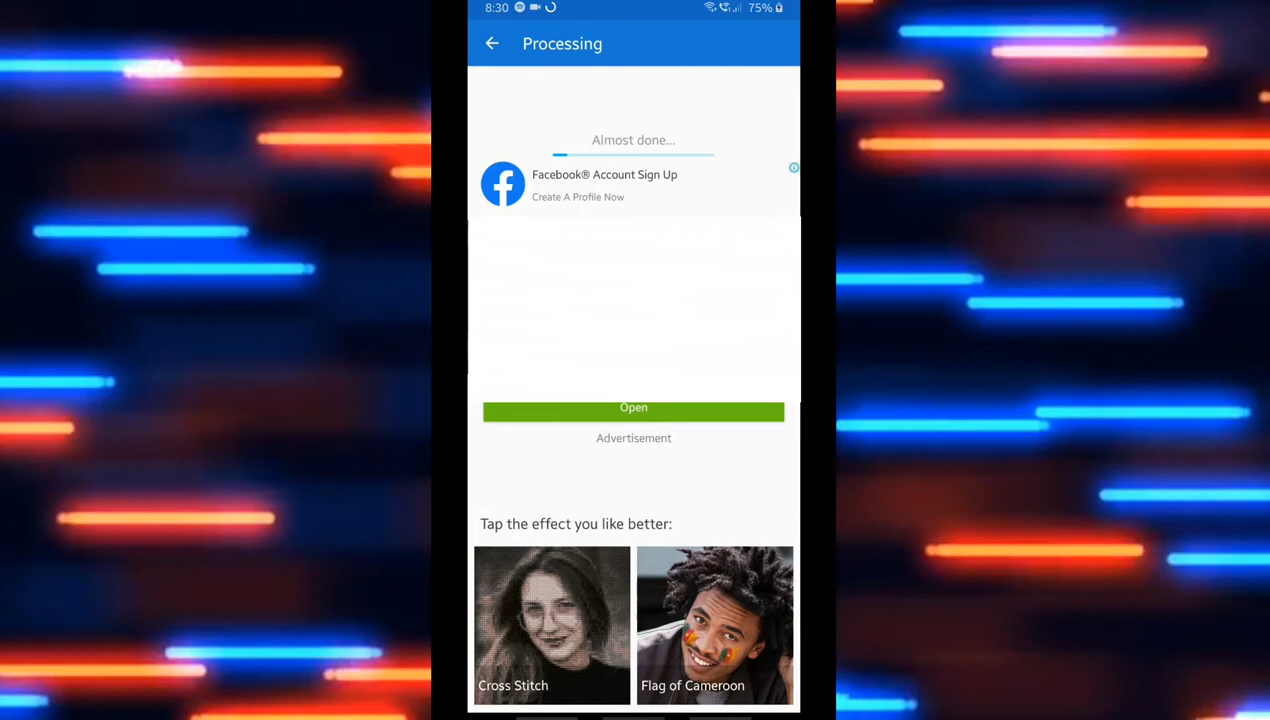 8:30 75%
Processing
Almost done...
Facebook® Account Sign Up
Create A Profile Now
Open
Advertisement
Tap the effect you like better:
Cross Stitch Flag of Cameroon